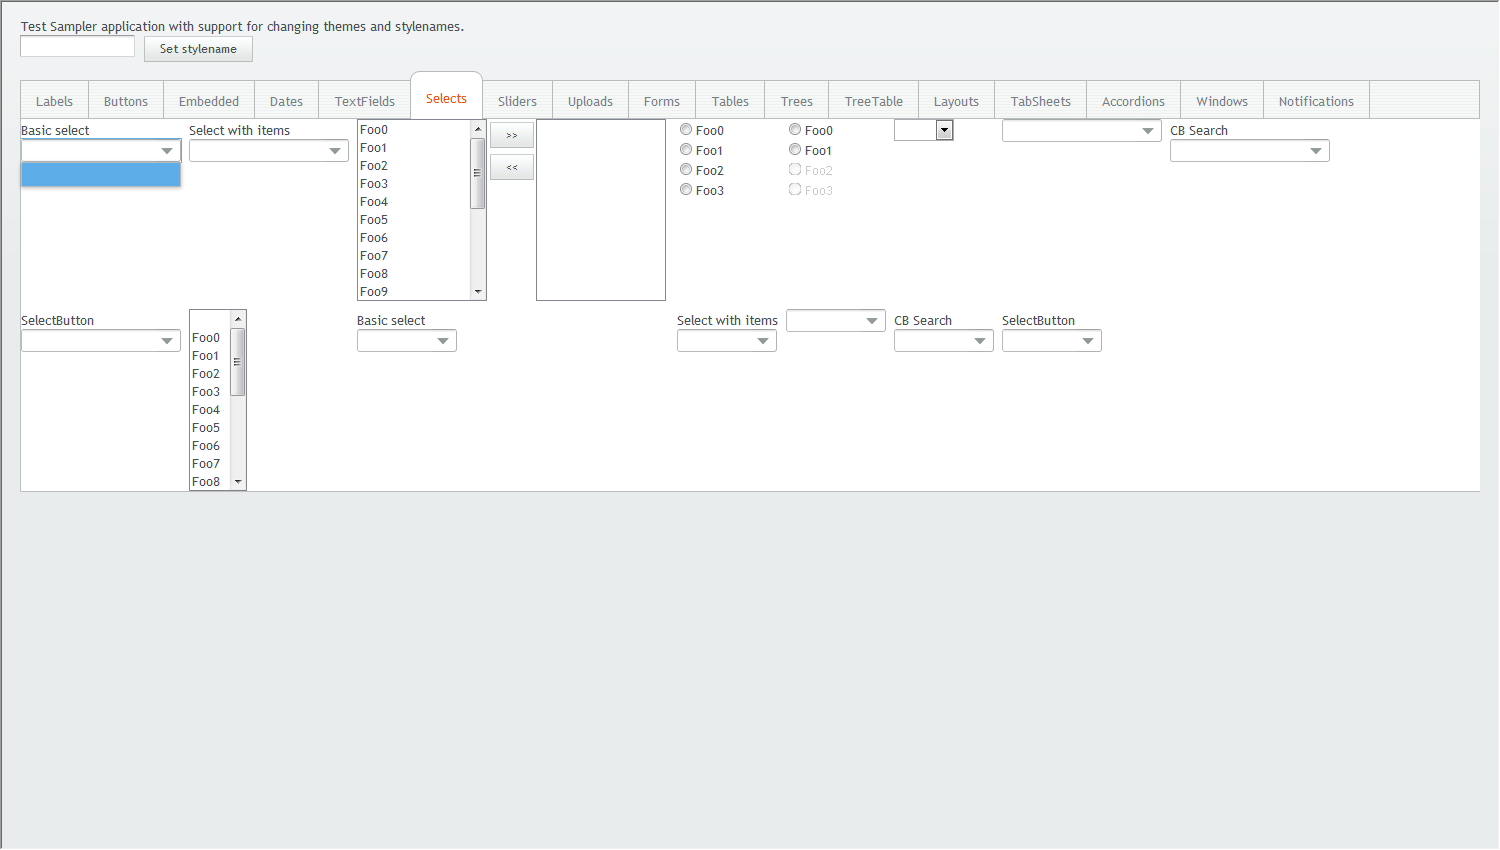 Test Sampler application with support for changing themes and stylenames.
Set stylename
Labels Buttons Embedded Dates TextFields Selects Sliders Uploads Forms Tables Trees TreeTable Layouts TabSheets Accordions Windows Notifications
Basic select
Select with items
Foo0
Foo1
Foo2
Foo3
Foo4
Foo5
Foo6
Foo7
Foo8
Foo9
>>
<<
Foo0
Foo1
Foo2
Foo3
Foo0
Foo1
Foo2
Foo3
CB Search
SelectButton
Foo0
Foo1
Foo2
Foo3
Foo4
Foo5
Foo6
Foo7
Foo8
Basic select
Select with items
CB Search
SelectButton